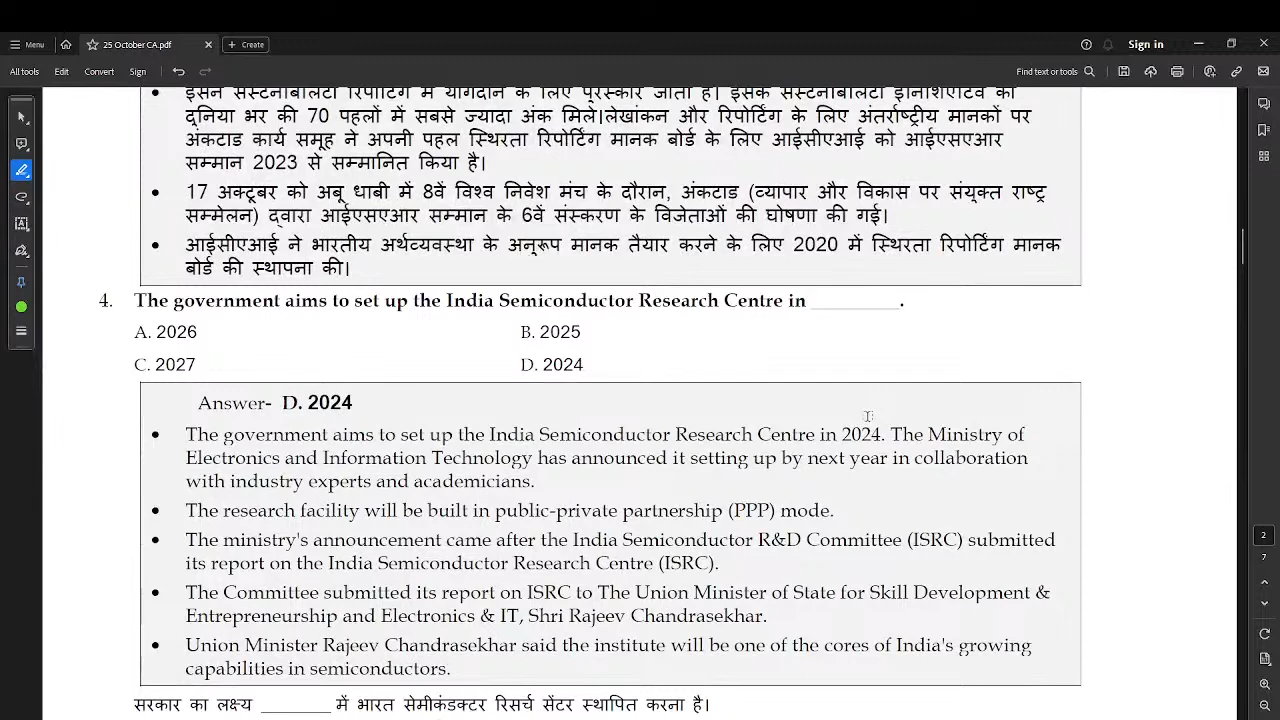 Menu
25 October CA.pdf
Create
Sign in
All tools Edit Convert Sign
Find text or tools
इसने सस्टेनेबिलिटी रिपोर्टिंग में योगदान के लिए पुरस्कार जीता है। इसके सस्टेनेबिलिटी इनिशिएटिव को
दुनिया भर की 70 पहलों में सबसे ज्यादा अंक मिले।लेखांकन और रिपोर्टिंग के लिए अंतर्राष्ट्रीय मानकों पर
अंकटाड कार्य समूह ने अपनी पहल स्थिरता रिपोर्टिंग मानक बोर्ड के लिए आईसीएआई को आईएसएआर
सम्मान 2023 से सम्मानित किया है।
• 17 अक्टूबर को अबू धाबी में 8वें विश्व निवेश मंच के दौरान, अंकटाड (व्यापार और विकास पर संयुक्त राष्ट्र
सम्मेलन) द्वारा आईएसएआर सम्मान के 6वें संस्करण के विजेताओं की घोषणा की गई।
• आईसीएआई ने भारतीय अर्थव्यवस्था के अनुरूप मानक तैयार करने के लिए 2020 में स्थिरता रिपोर्टिंग मानक
बोर्ड की स्थापना की।
4. The government aims to set up the India Semiconductor Research Centre in _________.
A. 2026 B. 2025
C. 2027 D. 2024
Answer- D. 2024
• The government aims to set up the India Semiconductor Research Centre in 2024. The Ministry of
Electronics and Information Technology has announced it setting up by next year in collaboration
with industry experts and academicians.
• The research facility will be built in public-private partnership (PPP) mode.
• The ministry's announcement came after the India Semiconductor R&D Committee (ISRC) submitted
its report on the India Semiconductor Research Centre (ISRC).
• The Committee submitted its report on ISRC to The Union Minister of State for Skill Development &
Entrepreneurship and Electronics & IT, Shri Rajeev Chandrasekhar.
• Union Minister Rajeev Chandrasekhar said the institute will be one of the cores of India's growing
capabilities in semiconductors.
सरकार का लक्ष्य ________ में भारत सेमीकंडक्टर रिसर्च सेंटर स्थापित करना है।
2
7